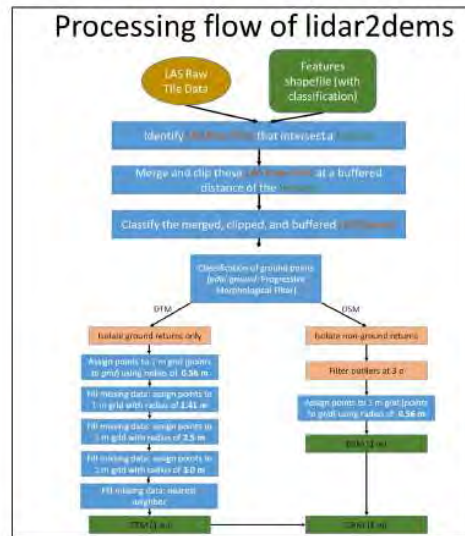 Processing flow of lidar2dems
LAS Raw
Tile Data
Features
shapefile (with
classification)
Identify
that intersect a
Merge and clip those
at a buffered
distance of the
Classify the merged, clipped, and buffered
Classification of ground points
Progressive
Morphological Filter)
DTM
DSM
Isolate ground returns only
Isolate non-ground returns
Assign points to 1 m grid (points
to grid) using radius of 0.56 m
Filter outliers at 3 σ
Fill missing data: assign points to
1 m grid with radius of 1.41 m
Assign points to 1 m grid (points
to grid) using radius of 0.56 m
Fill missing data: assign points to
1 m grid with radius of 2.5 m
Fill missing data: assign points to
1 m grid with radius of 3.0 m
Fill missing data: nearest
neighbor